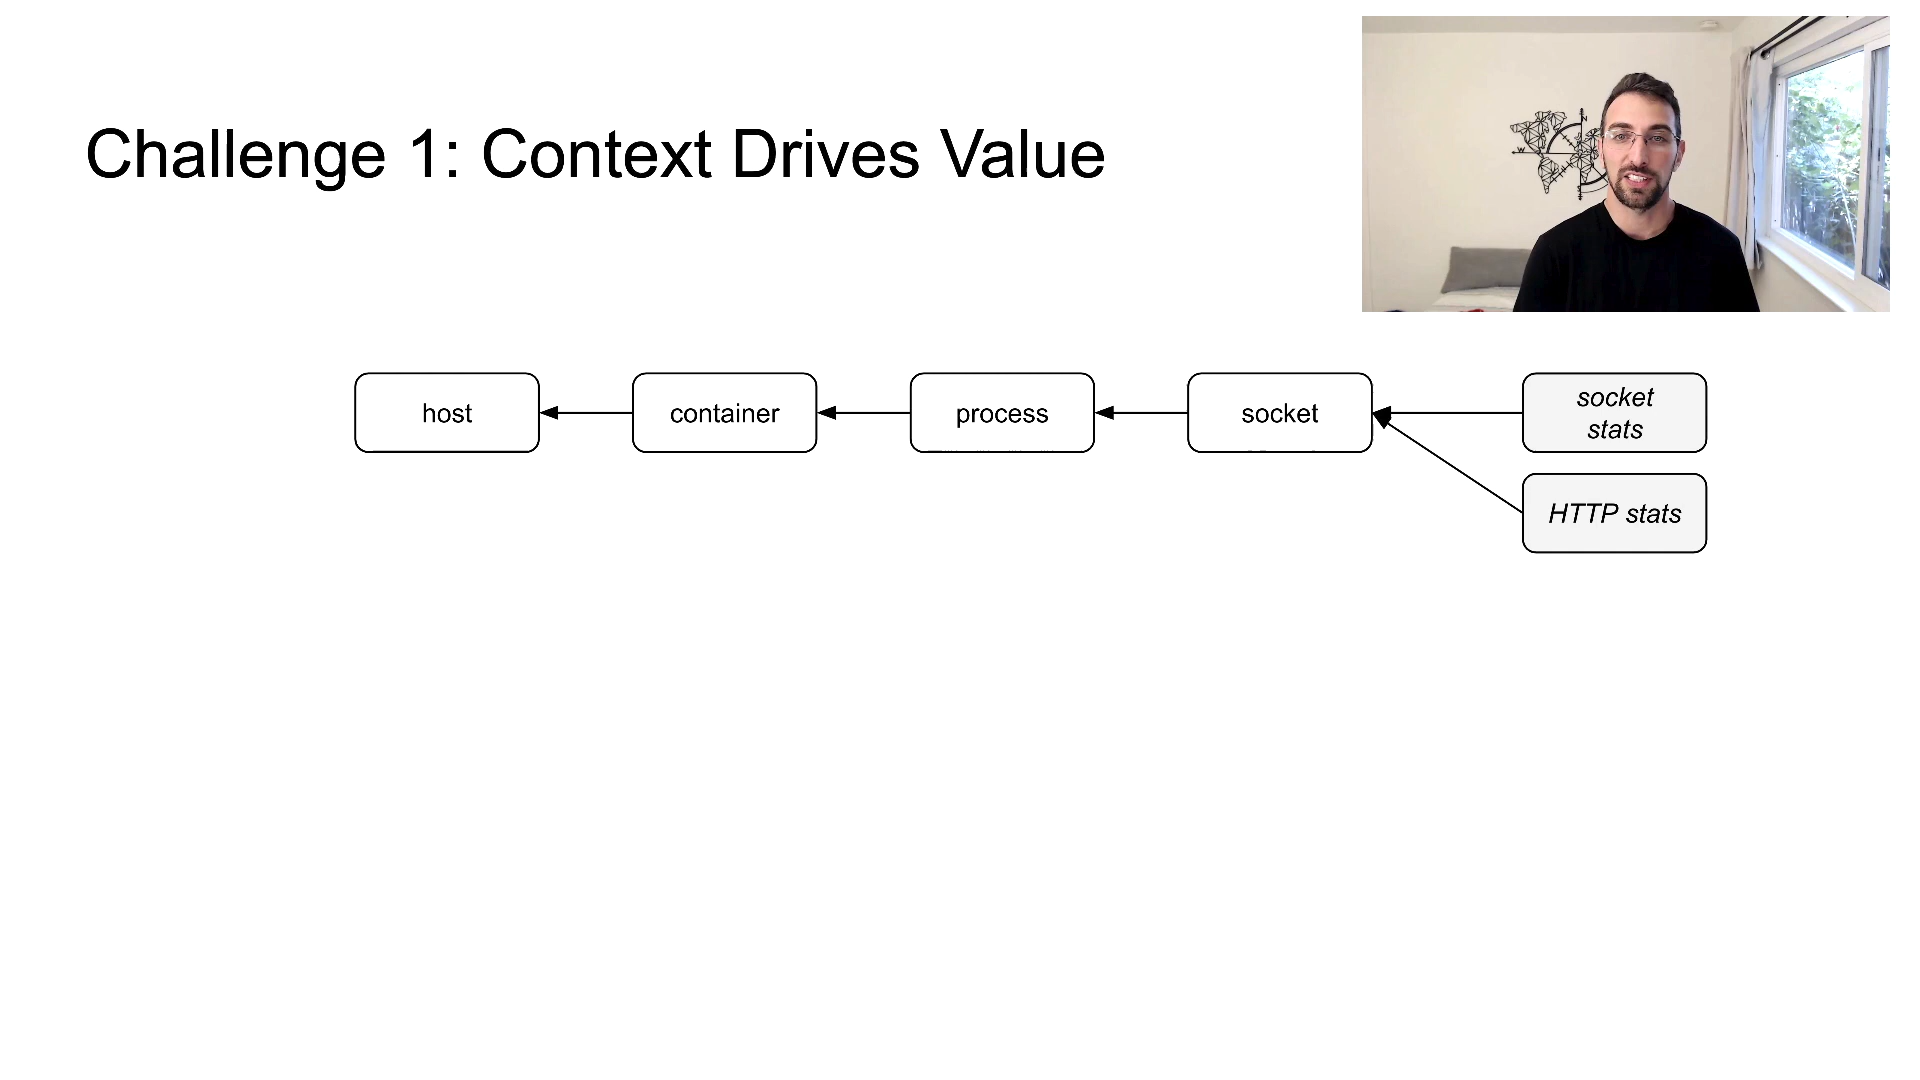 Challenge 1: Context Drives Value
host
container
process
socket
socket
stats
HTTP stats